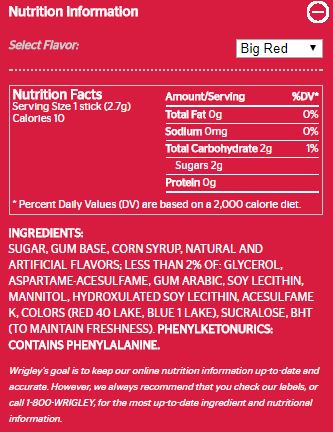 Nutrition Information
Select Flavor:
Big Red
Nutrition Facts
Serving Size 1 stick (2.7g)
Calories 10
Amount/Serving %DV*
Total Fat 0g 0%
Sodium 0mg 0%
Total Carbohydrate 2g 1%
Sugars 2g
Protein 0g
* Percent Daily Values (DV) are based on a 2,000 calorie diet.
INGREDIENTS:
SUGAR, GUM BASE, CORN SYRUP, NATURAL AND
ARTIFICIAL FLAVORS; LESS THAN 2% OF: GLYCEROL,
ASPARTAME-ACESULFAME, GUM ARABIC, SOY LECITHIN,
MANNITOL, HYDROXULATED SOY LECITHIN, ACESULFAME
K, COLORS (RED 40 LAKE, BLUE 1 LAKE), SUCRALOSE, BHT
(TO MAINTAIN FRESHNESS). PHENYLKETONURICS:
CONTAINS PHENYLALANINE.
Wrigley's goal is to keep our online nutrition information up-to-date and
accurate. However, we always recommend that you check our labels, or
call 1-800-WRIGLEY, for the most up-to-date ingredient and nutritional
information.